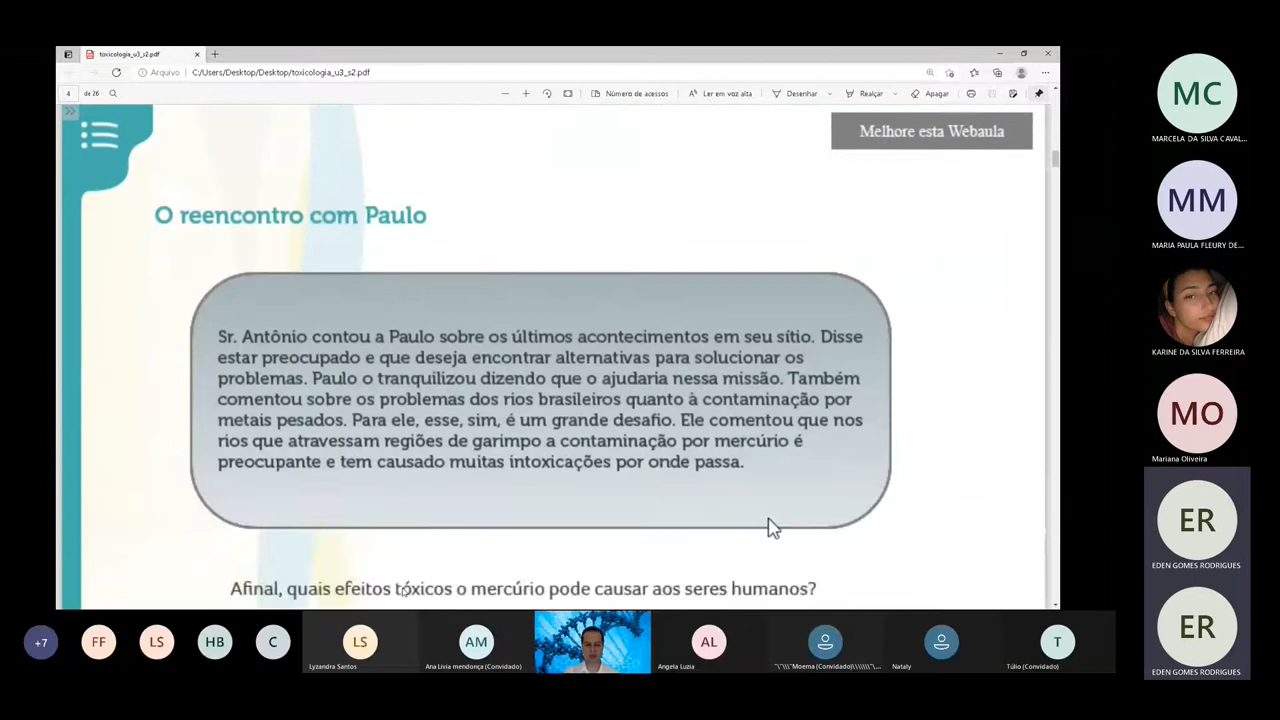 toxicologia_u3_s2.pdf
Arquivo
C:/Users/Desktop/Desktop/toxicologia_u3_s2.pdf
4 de 26
Número de acessos
Ler em voz alta
Desenhar
Realçar
Apagar
Melhore esta Webaula
O reencontro com Paulo
Sr. Antônio contou a Paulo sobre os últimos acontecimentos em seu sítio. Disse
estar preocupado e que deseja encontrar alternativas para solucionar os
problemas. Paulo o tranquilizou dizendo que o ajudaria nessa missão. Também
comentou sobre os problemas dos rios brasileiros quanto à contaminação por
metais pesados. Para ele, esse, sim, é um grande desafio. Ele comentou que nos
rios que atravessam regiões de garimpo a contaminação por mercúrio é
preocupante e tem causado muitas intoxicações por onde passa.
Afinal, quais efeitos tóxicos o mercúrio pode causar aos seres humanos?
MC
MARCELA DA SILVA CAVAL...
MM
MARIA PAULA FLEURY DE...
KARINE DA SILVA FERREIRA
MO
Mariana Oliveira
ER
EDEN GOMES RODRIGUES
ER
EDEN GOMES RODRIGUES
+7
FF
LS
HB
C
LS
Lyzandra Santos
AM
Ana Livia mendonça (Convidado)
AL
Angela Luzia
"\"\\"Moema (Convidado)\\\\\\\"\...
Nataly
T
Túlio (Convidado)